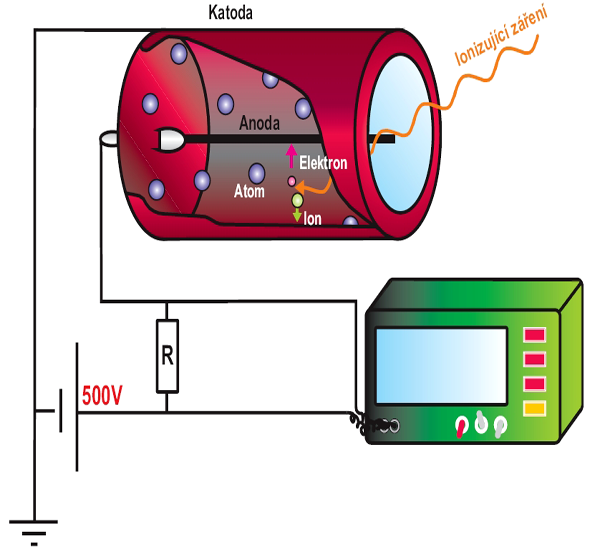 Katoda
Ionizující záření
Anoda
Elektron
Atom
Ion
R
500V